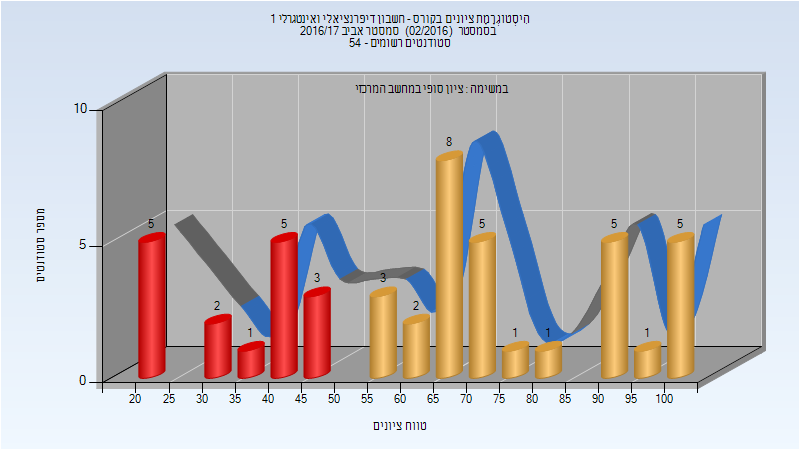 הִיסְטוֹגְרָמַת ציונים בקורס - חשבון דיפרנציאלי ואינטגרלי 1
בסמסטר (02/2016) סמסטר אביב 2016/17
סטודנטים רשומים - 54
במשימה : ציון סופי במחשב המרכזי
10
5
0
מספר סטודנטים
5
2
1
5
3
3
2
8
5
1
1
5
1
5
20 25 30 35 40 45 50 55 60 65 70 75 80 85 90 95 100
טווח ציונים